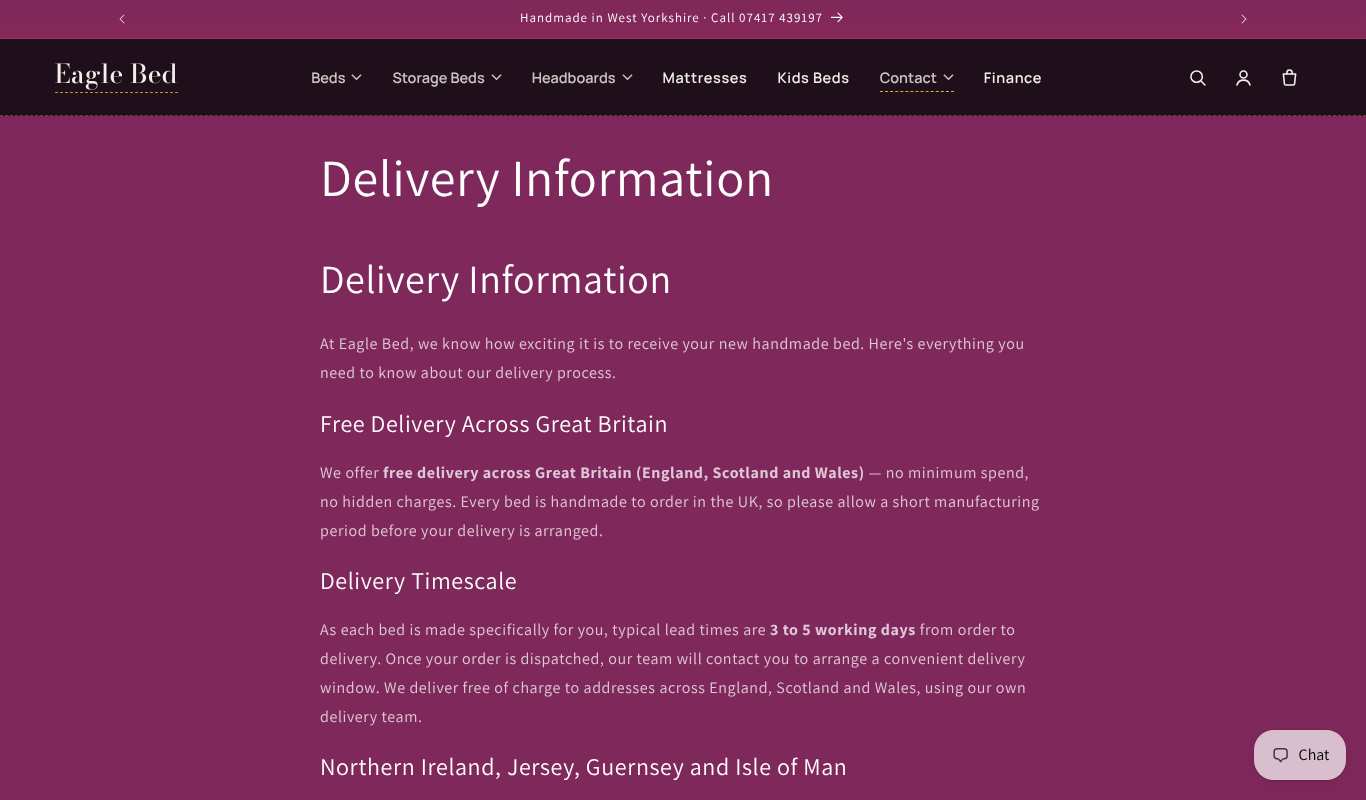 Handmade in West Yorkshire · Call 07417 439197 →
Eagle Bed
Beds
Storage Beds
Headboards
Mattresses
Kids Beds
Contact
Finance
Delivery Information
Delivery Information
At Eagle Bed, we know how exciting it is to receive your new handmade bed. Here's everything you
need to know about our delivery process.
Free Delivery Across Great Britain
We offer free delivery across Great Britain (England, Scotland and Wales) — no minimum spend,
no hidden charges. Every bed is handmade to order in the UK, so please allow a short manufacturing
period before your delivery is arranged.
Delivery Timescale
As each bed is made specifically for you, typical lead times are 3 to 5 working days from order to
delivery. Once your order is dispatched, our team will contact you to arrange a convenient delivery
window. We deliver free of charge to addresses across England, Scotland and Wales, using our own
delivery team.
Northern Ireland, Jersey, Guernsey and Isle of Man
Chat